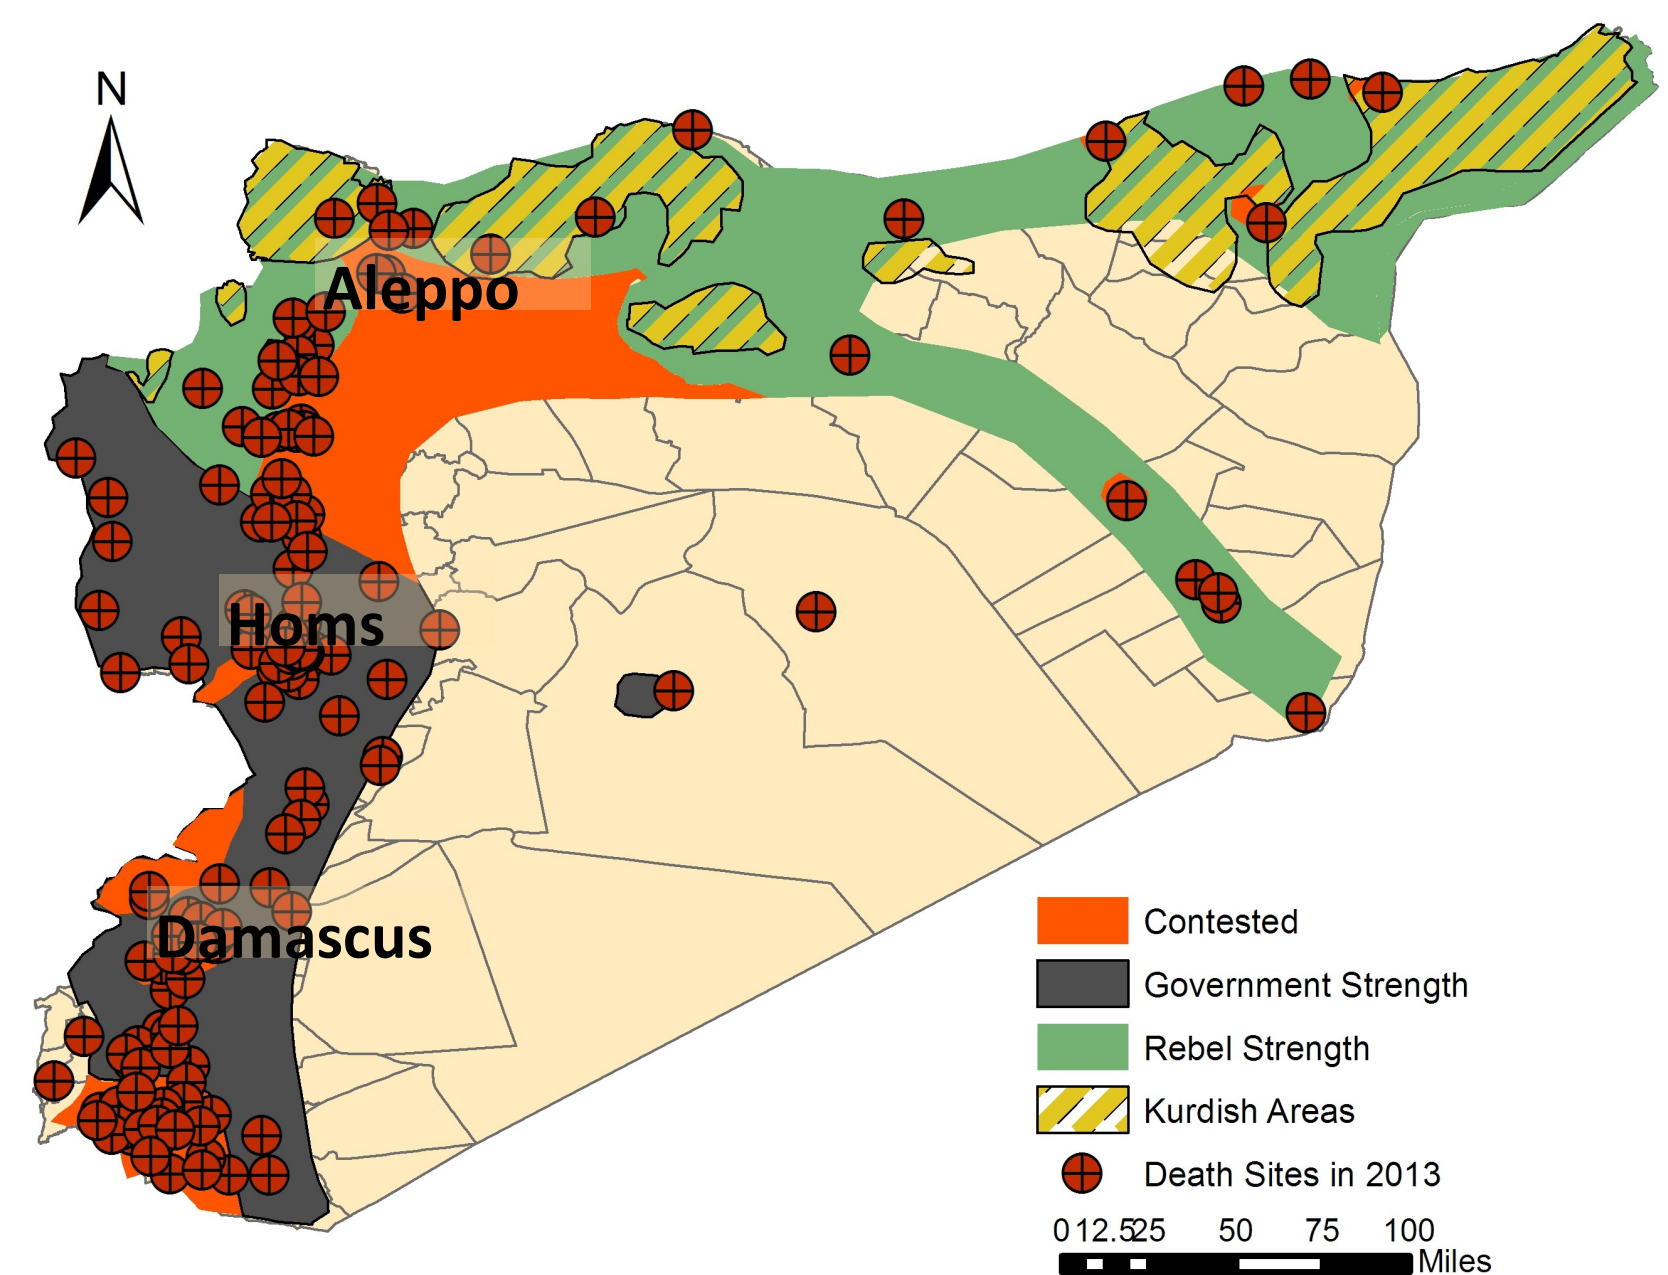 N
Aleppo
Homs
Damascus
Contested
Government Strength
Rebel Strength
Kurdish Areas
Death Sites in 2013
0 12.5 25 50 75 100
Miles